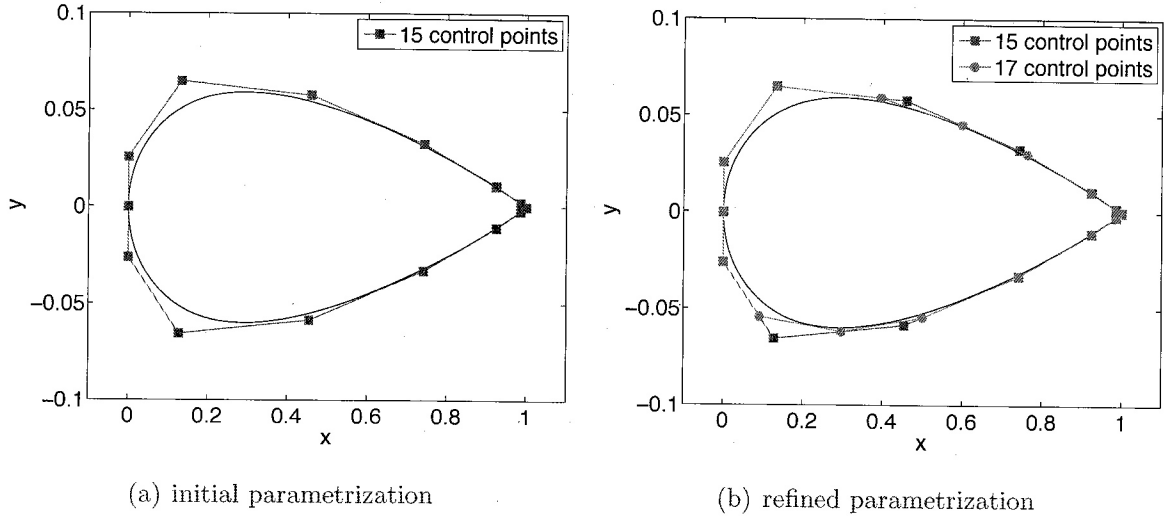 0.1
0.05
0
−0.05
−0.1
y
0 0.2 0.4 0.6 0.8 1
x
15 control points
(a) initial parametrization
0.1
0.05
0
−0.05
−0.1
y
0 0.2 0.4 0.6 0.8 1
x
15 control points
17 control points
(b) refined parametrization